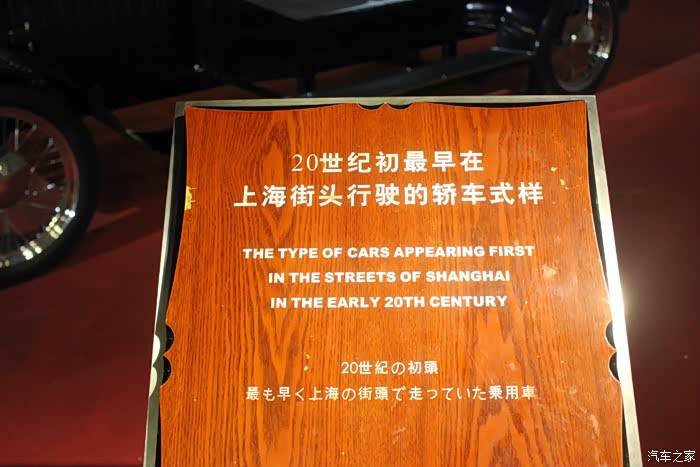 20世纪初最早在
上海街头行驶的轿车式样
THE TYPE OF CARS APPEARING FIRST
IN THE STREETS OF SHANGHAI
IN THE EARLY 20TH CENTURY
20世紀の初頭
最も早く上海の街頭で走っていた乗用車
汽车之家